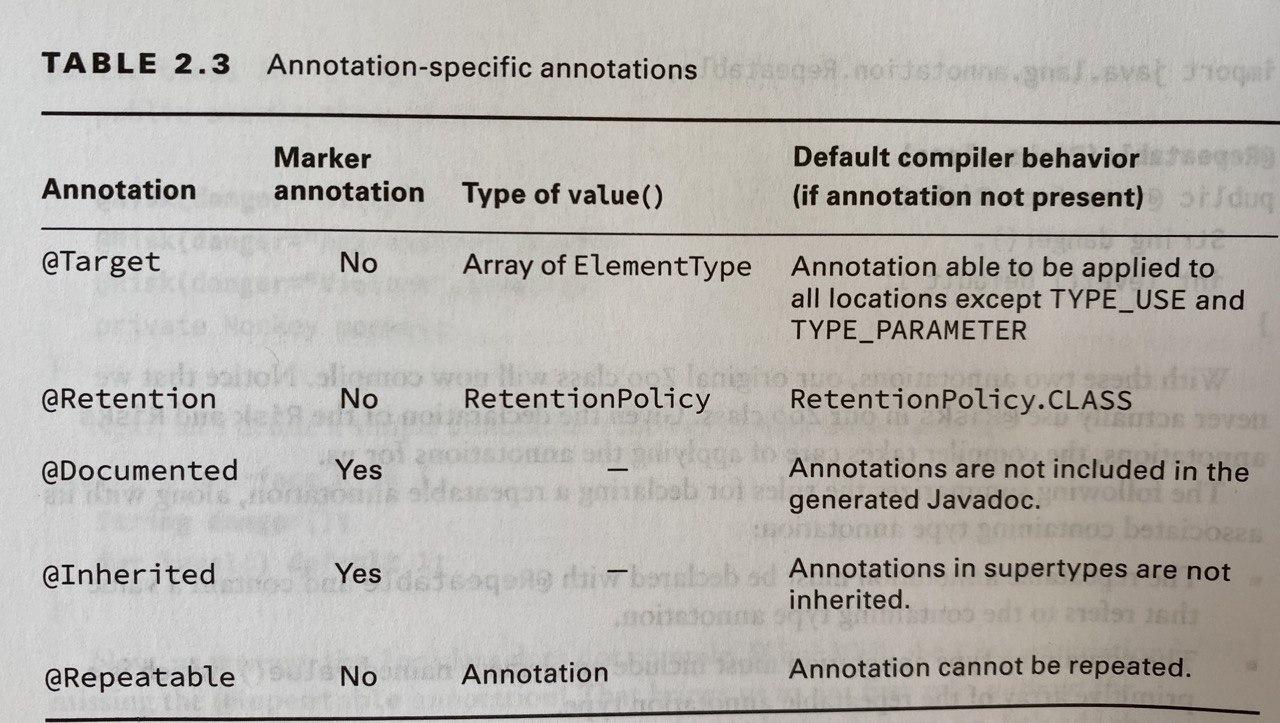 TABLE 2.3 Annotation-specific annotations
Marker Default compiler behavior
Annotation annotation Type of value() (if annotation not present)
@Target No Array of ElementType Annotation able to be applied to
all locations except TYPE_USE and
TYPE_PARAMETER
@Retention No RetentionPolicy RetentionPolicy.CLASS
@Documented Yes — Annotations are not included in the
generated Javadoc.
@Inherited Yes — Annotations in supertypes are not
inherited.
@Repeatable No Annotation Annotation cannot be repeated.